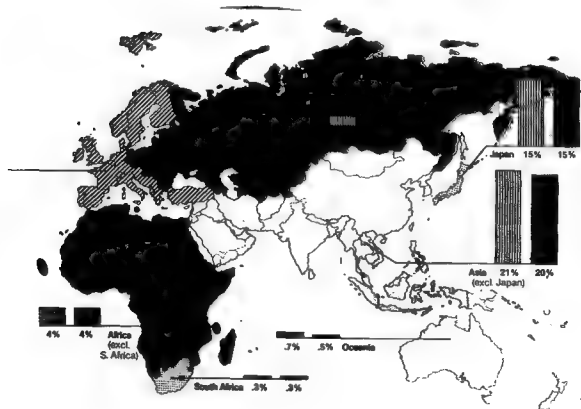 Japan 15% 15%
Asia 21% 20%
(excl. Japan)
4% 4% Africa
(excl.
S. Africa)
.7% .5% Oceania
South Africa .3% .3%